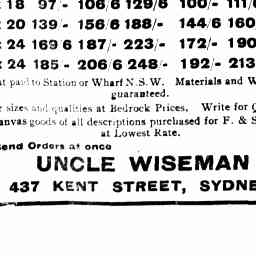 x 18 97/- 108/6 129/6 100/- 111/
x 20 139/- 156/6 188/- 144/6 160
x 24 169 6 187/- 223/- 172/- 190
x 24 185 - 206/6 248/- 192/- 213
paid to Station or Wharf N.S.W. Materials and W
guaranteed.
sizes and qualities at Bedrock Prices. Write for
anvas goods of all descriptions purchased for F. & S
at Lowest Rate.
end Orders at once
UNCLE WISEMAN
437 KENT STREET, SYDNE